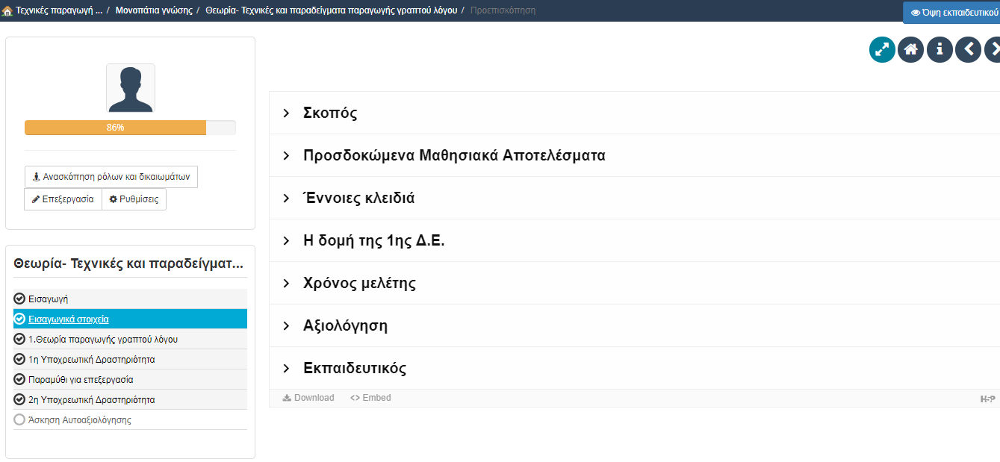 Τεχνικές παραγωγή ... / Μονοπάτια γνώσης / Θεωρία- Τεχνικές και παραδείγματα παραγωγής γραπτού λόγου / Προεπισκόπηση
Όψη εκπαιδευτικού
86%
Ανασκόπηση ρόλων και δικαιωμάτων
Επεξεργασία
Ρυθμίσεις
Θεωρία- Τεχνικές και παραδείγματ...
Εισαγωγή
Εισαγωγικά στοιχεία
1.Θεωρία παραγωγής γραπτού λόγου
1η Υποχρεωτική Δραστηριότητα
Παραμύθι για επεξεργασία
2η Υποχρεωτική Δραστηριότητα
Άσκηση Αυτοαξιολόγησης
Σκοπός
Προσδοκώμενα Μαθησιακά Αποτελέσματα
Έννοιες κλειδιά
Η δομή της 1ης Δ.Ε.
Χρόνος μελέτης
Αξιολόγηση
Εκπαιδευτικός
Download
<> Embed
H-P